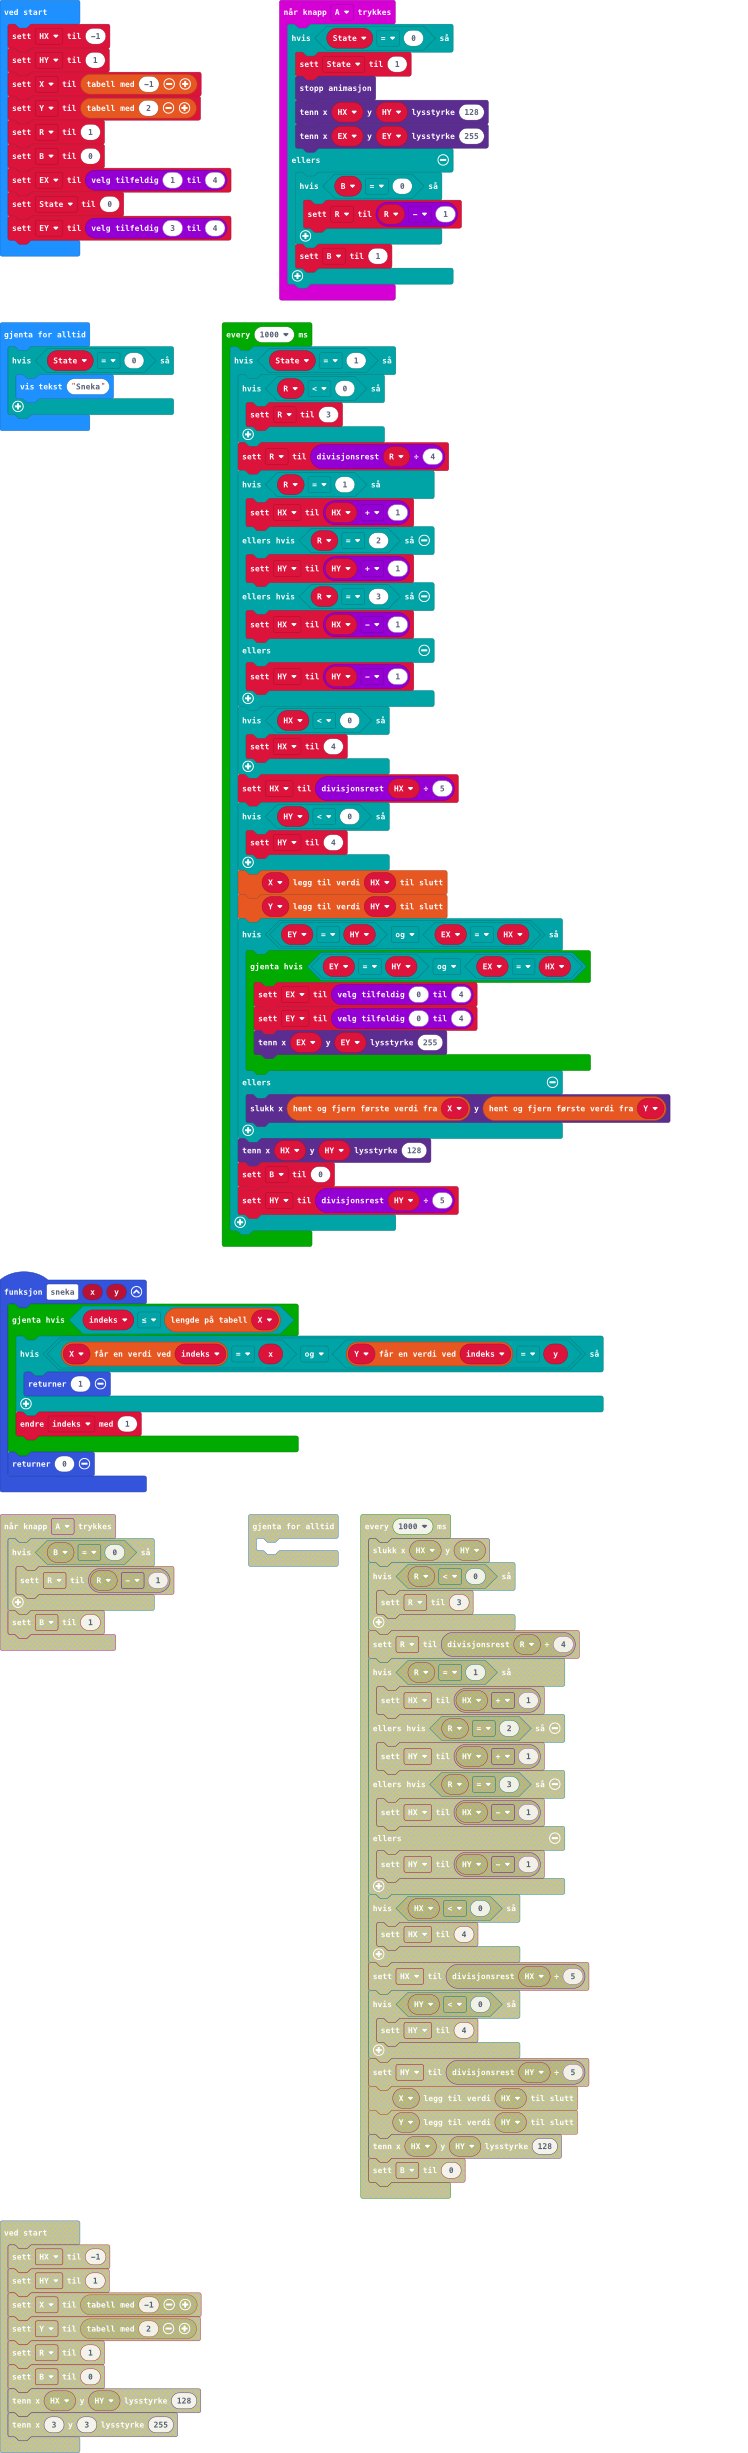 ved start
sett HX til -1
sett HY til 1
sett X til tabell med -1
sett Y til tabell med 2
sett R til 1
sett B til 0
sett EX til velg tilfeldig 1 til 4
sett State til 0
sett EY til velg tilfeldig 3 til 4
når knapp A trykkes
hvis State = 0 så
sett State til 1
stopp animasjon
tenn x HX y HY lysstyrke 128
tenn x EX y EY lysstyrke 255
ellers
hvis B = 0 så
sett R til R - 1
sett B til 1
gjenta for alltid
hvis State = 0 så
vis tekst "Sneka"
every 1000 ms
hvis State = 1 så
hvis R < 0 så
sett R til 3
sett R til divisjonsrest R ÷ 4
hvis R = 1 så
sett HX til HX + 1
ellers hvis R = 2 så
sett HY til HY + 1
ellers hvis R = 3 så
sett HX til HX - 1
ellers
sett HY til HY - 1
hvis HX < 0 så
sett HX til 4
sett HX til divisjonsrest HX ÷ 5
hvis HY < 0 så
sett HY til 4
X legg til verdi HX til slutt
Y legg til verdi HY til slutt
hvis EY = HY og EX = HX så
gjenta hvis EY = HY og EX = HX
sett EX til velg tilfeldig 0 til 4
sett EY til velg tilfeldig 0 til 4
tenn x EX y EY lysstyrke 255
ellers
slukk x hent og fjern første verdi fra X y hent og fjern første verdi fra Y
tenn x HX y HY lysstyrke 128
sett B til 0
sett HY til divisjonsrest HY ÷ 5
funksjon sneka x y
gjenta hvis indeks ≤ lengde på tabell X
hvis X får en verdi ved indeks = x og Y får en verdi ved indeks = y så
returner 1
endre indeks med 1
returner 0
når knapp A trykkes
hvis B = 0 så
sett R til R - 1
sett B til 1
gjenta for alltid
every 1000 ms
slukk x HX y HY
hvis R < 0 så
sett R til 3
sett R til divisjonsrest R ÷ 4
hvis R = 1 så
sett HX til HX + 1
ellers hvis R = 2 så
sett HY til HY + 1
ellers hvis R = 3 så
sett HX til HX - 1
ellers
sett HY til HY - 1
hvis HX < 0 så
sett HX til 4
sett HX til divisjonsrest HX ÷ 5
hvis HY < 0 så
sett HY til 4
sett HY til divisjonsrest HY ÷ 5
X legg til verdi HX til slutt
Y legg til verdi HY til slutt
tenn x HX y HY lysstyrke 128
sett B til 0
ved start
sett HX til -1
sett HY til 1
sett X til tabell med -1
sett Y til tabell med 2
sett R til 1
sett B til 0
tenn x HX y HY lysstyrke 128
tenn x 3 y 3 lysstyrke 255